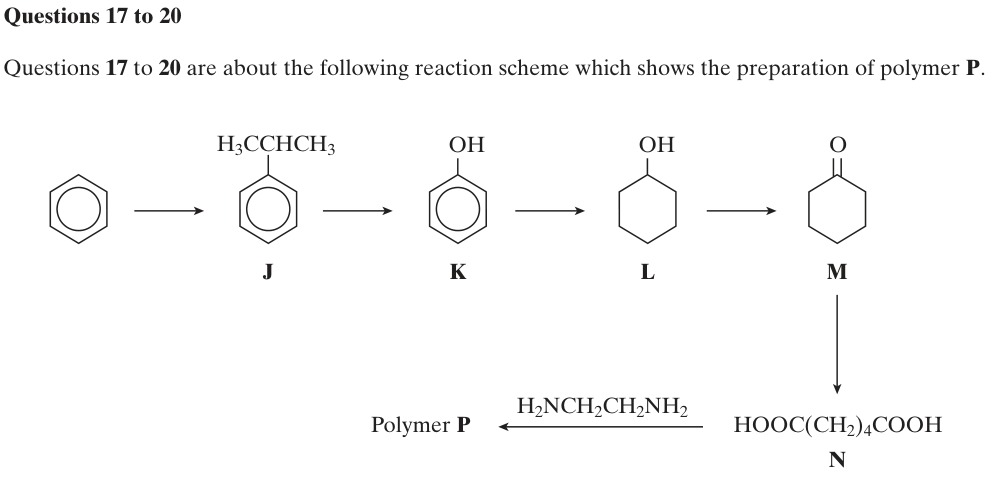 Questions 17 to 20
Questions 17 to 20 are about the following reaction scheme which shows the preparation of polymer P.
H₃CCHCH₃
OH
OH
O
J
K
L
M
H₂NCH₂CH₂NH₂
Polymer P
HOOC(CH₂)₄COOH
N